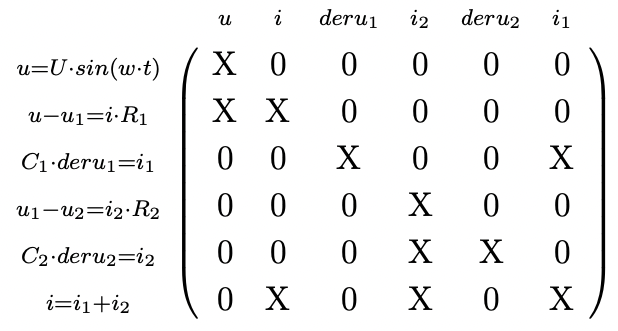 u i deru₁ i₂ deru₂ i₁
u=U·sin(w·t) X 0 0 0 0 0
u−u₁=i·R₁ X X 0 0 0 0
C₁·deru₁=i₁ 0 0 X 0 0 X
u₁−u₂=i₂·R₂ 0 0 0 X 0 0
C₂·deru₂=i₂ 0 0 0 X X 0
i=i₁+i₂ 0 X 0 X 0 X